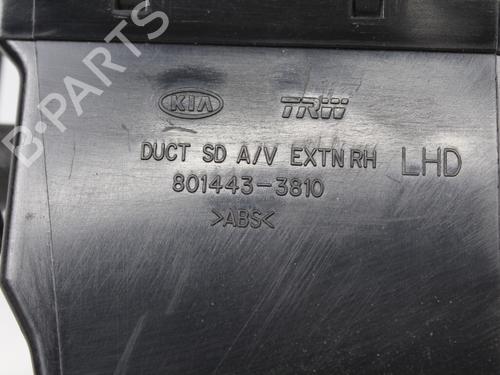 KIA TRW
DUCT SD A/V EXTN RH LHD
801443-3810
>ABS<
B-PARTS